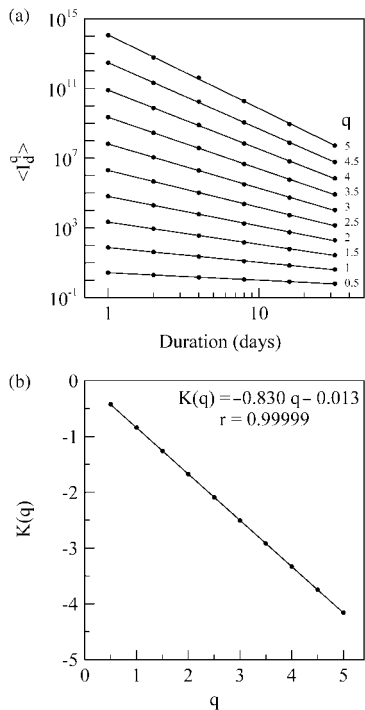 (a)
10^15
10^11
10^7
10^3
10^-1
<I_d^q>
q
5
4.5
4
3.5
3
2.5
2
1.5
1
0.5
1 10
Duration (days)
(b)
K(q) =−0.830 q− 0.013
r = 0.99999
0
-1
-2
-3
-4
-5
K(q)
0 1 2 3 4 5
q